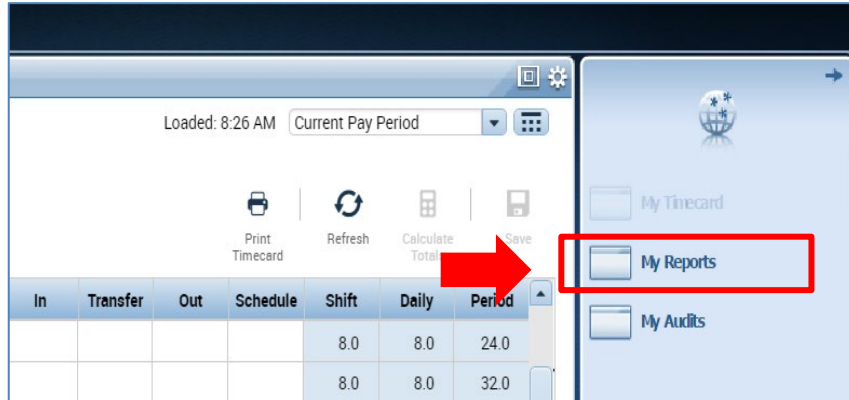 Loaded: 8:26 AM Current Pay Period
Print Timecard
Refresh
Calculate Totals
Save
In Transfer Out Schedule Shift Daily Period
8.0 8.0 24.0
8.0 8.0 32.0
My Timecard
My Reports
My Audits